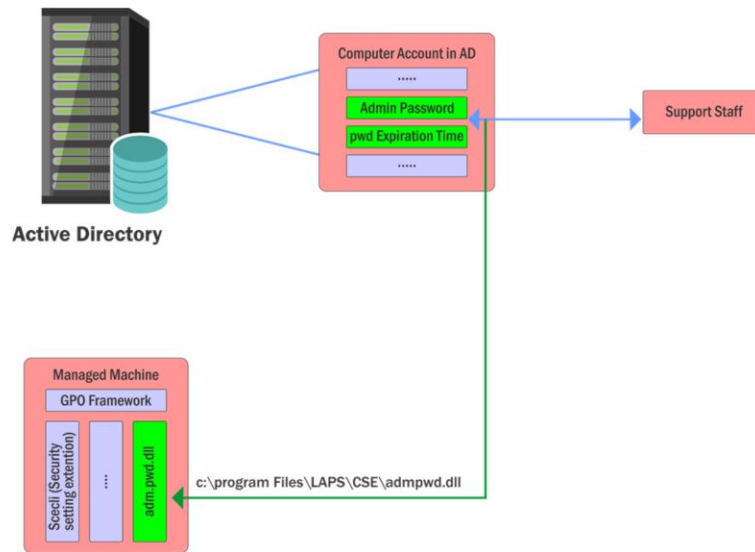 Computer Account in AD
.....
Admin Password
pwd Expiration Time
.....
Support Staff
Active Directory
Managed Machine
GPO Framework
Scecli (Security
setting extention)
....
adm.pwd.dll
c:\program Files\LAPS\CSE\admpwd.dll